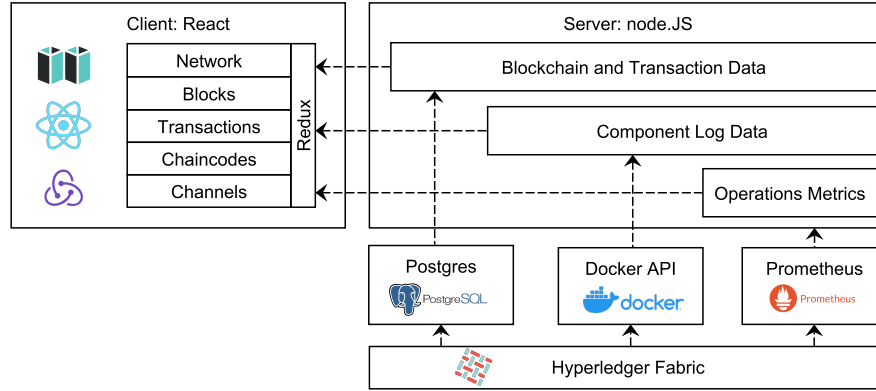 Client: React
Network
Blocks
Transactions
Chaincodes
Channels
Redux
Server: node.JS
Blockchain and Transaction Data
Component Log Data
Operations Metrics
Postgres
PostgreSQL
Docker API
docker
Prometheus
Prometheus
Hyperledger Fabric